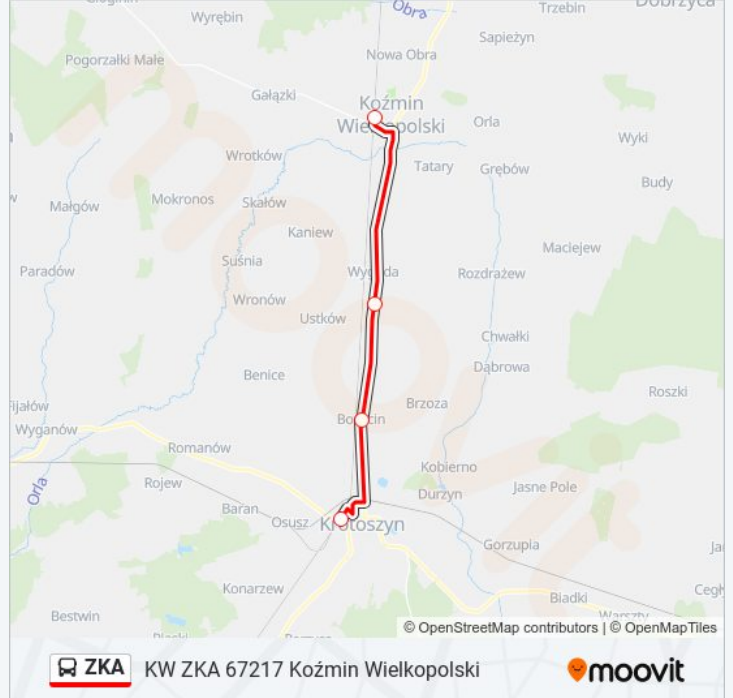 Gluchów
Wyrębin
Obra
Trzebin
Dobrzyca
Sapieżyn
Pogorzałki Małe
Nowa Obra
Gałązki
Koźmin
Wielkopolski
Orla
Wrotków
Wyki
Tatary
Grębów
Budy
Mokronos
Skałów
Małgów
Kaniew
Maciejew
Suśnia
Paradów
Rozdrażew
Wronów
Ustków
Chwałki
Dąbrowa
Benice
Roszki
Brzoza
Fijałów
Wyganów
Romanów
Kobierno
Rojew
Jasne Pole
Orla
Durzyn
Baran
Osusz
Krotoszyn
Gorzupia
Konarzew
Biadki
Bestwin
© OpenStreetMap contributors | © OpenMapTiles
ZKA
KW ZKA 67217 Koźmin Wielkopolski
moovit
moovit